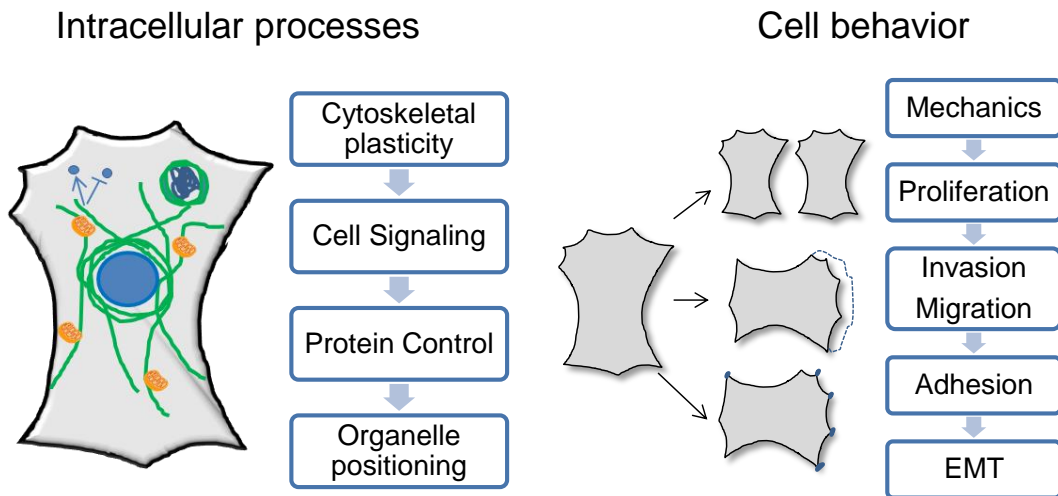 Intracellular processes
Cytoskeletal
plasticity
Cell Signaling
Protein Control
Organelle
positioning
Cell behavior
Mechanics
Proliferation
Invasion
Migration
Adhesion
EMT